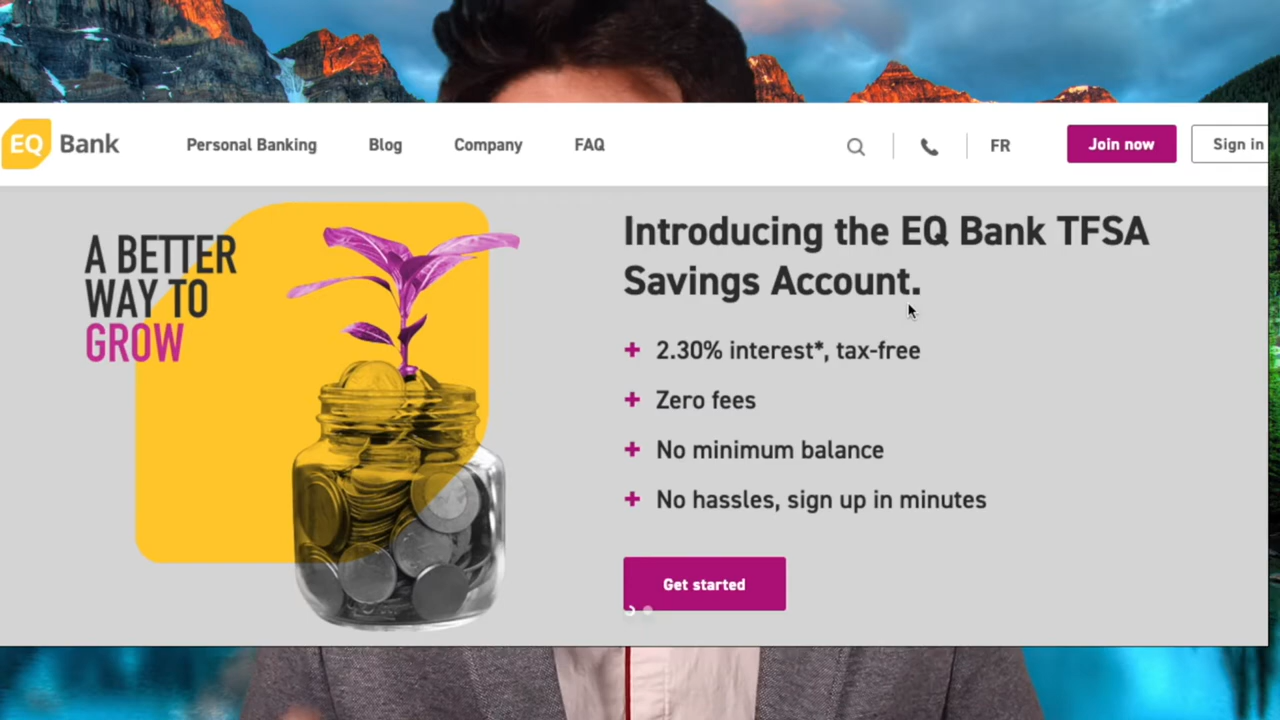 EQ Bank
Personal Banking
Blog
Company
FAQ
FR
Join now
Sign in
A BETTER
WAY TO
GROW
Introducing the EQ Bank TFSA
Savings Account.
+ 2.30% interest*, tax-free
+ Zero fees
+ No minimum balance
+ No hassles, sign up in minutes
Get started